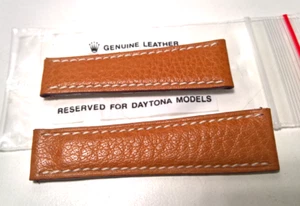 GENUINE LEATHER
RESERVED FOR DAYTONA MODELS